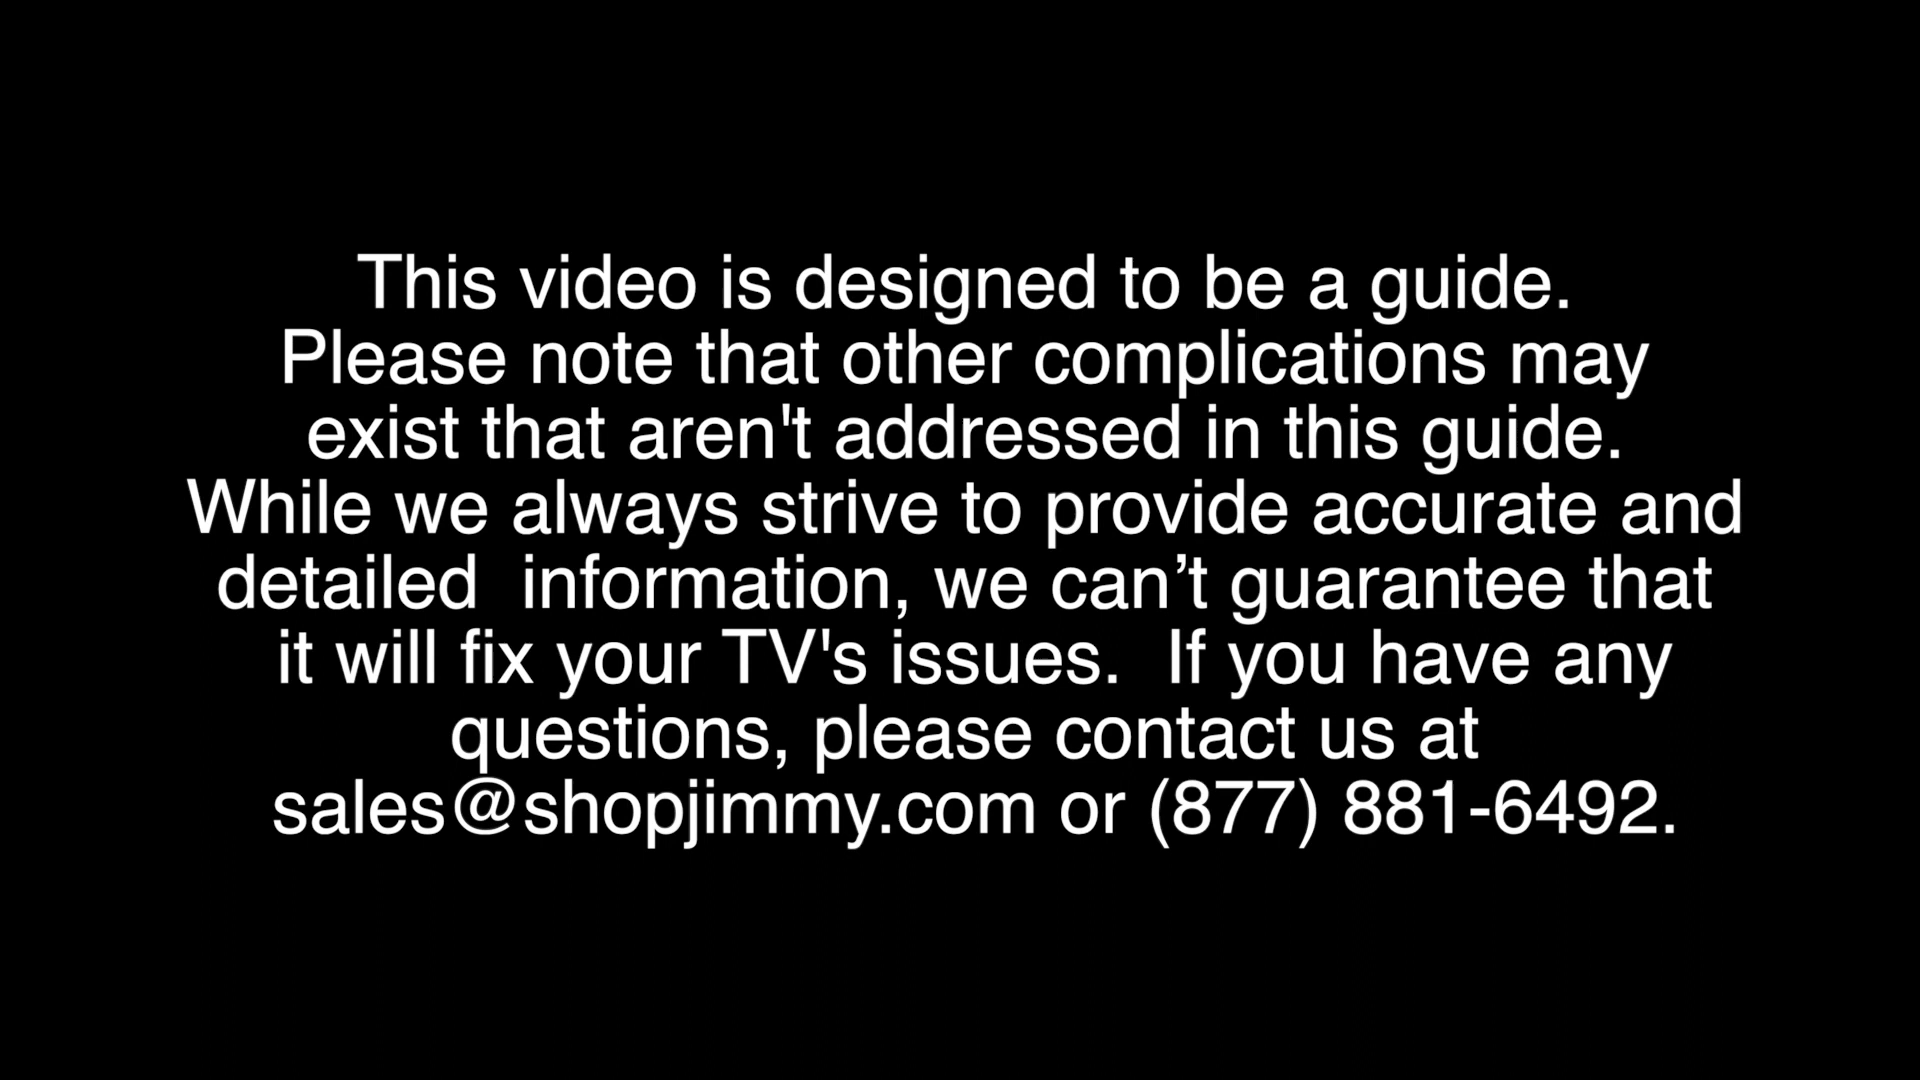 This video is designed to be a guide.
Please note that other complications may
exist that aren't addressed in this guide.
While we always strive to provide accurate and
detailed  information, we can’t guarantee that
it will fix your TV's issues.  If you have any
questions, please contact us at
sales@shopjimmy.com or (877) 881-6492.